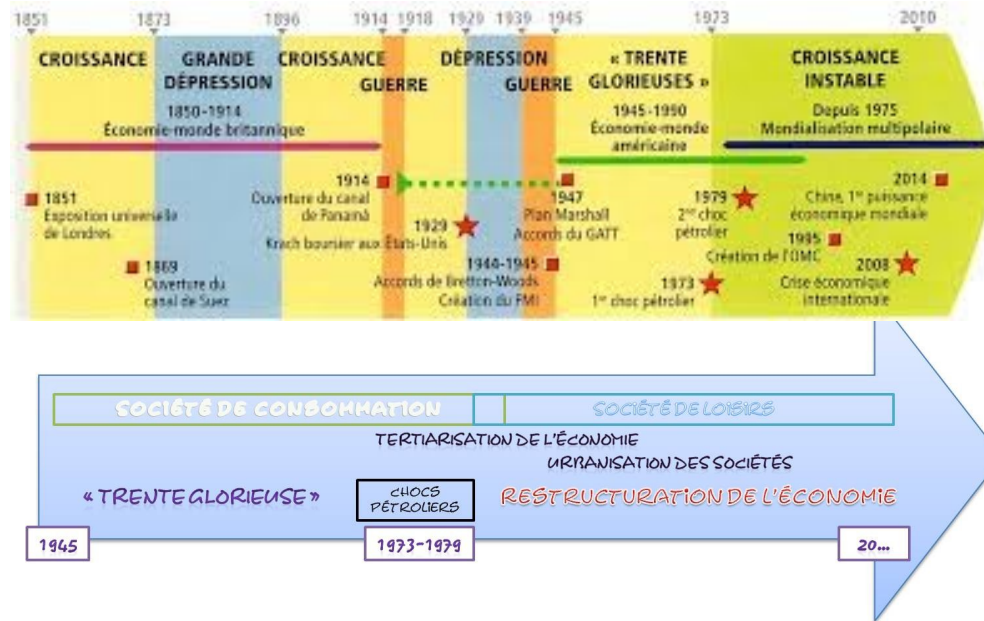 1851 1873 1896 1914 1918 1929 1939 1945 1973 2010
CROISSANCE
GRANDE
DÉPRESSION
CROISSANCE
GUERRE
DÉPRESSION
GUERRE
« TRENTE
GLORIEUSES »
CROISSANCE
INSTABLE
1850-1914
Économie-monde britannique
1945-1990
Économie-monde
américaine
Depuis 1975
Mondialisation multipolaire
1851
Exposition universelle
de Londres
1869
Ouverture du
canal de Suez
1914
Ouverture du canal
de Panamá
1929
Krach boursier aux États-Unis
1944-1945
Accords de Bretton-Woods
Création du FMI
1947
Plan Marshall
Accords du GATT
1973
1er choc pétrolier
1979
2nd choc
pétrolier
1995
Création de l'OMC
2008
Crise économique
internationale
2014
Chine, 1re puissance
économique mondiale
SOCIÉTÉ DE CONSOMMATION
SOCIÉTÉ DE LOISIRS
TERTIARISATION DE L'ÉCONOMIE
URBANISATION DES SOCIÉTÉS
« TRENTE GLORIEUSE »
CHOCS
PÉTROLIERS
RESTRUCTURATION DE L'ÉCONOMIE
1945
1973-1979
20...